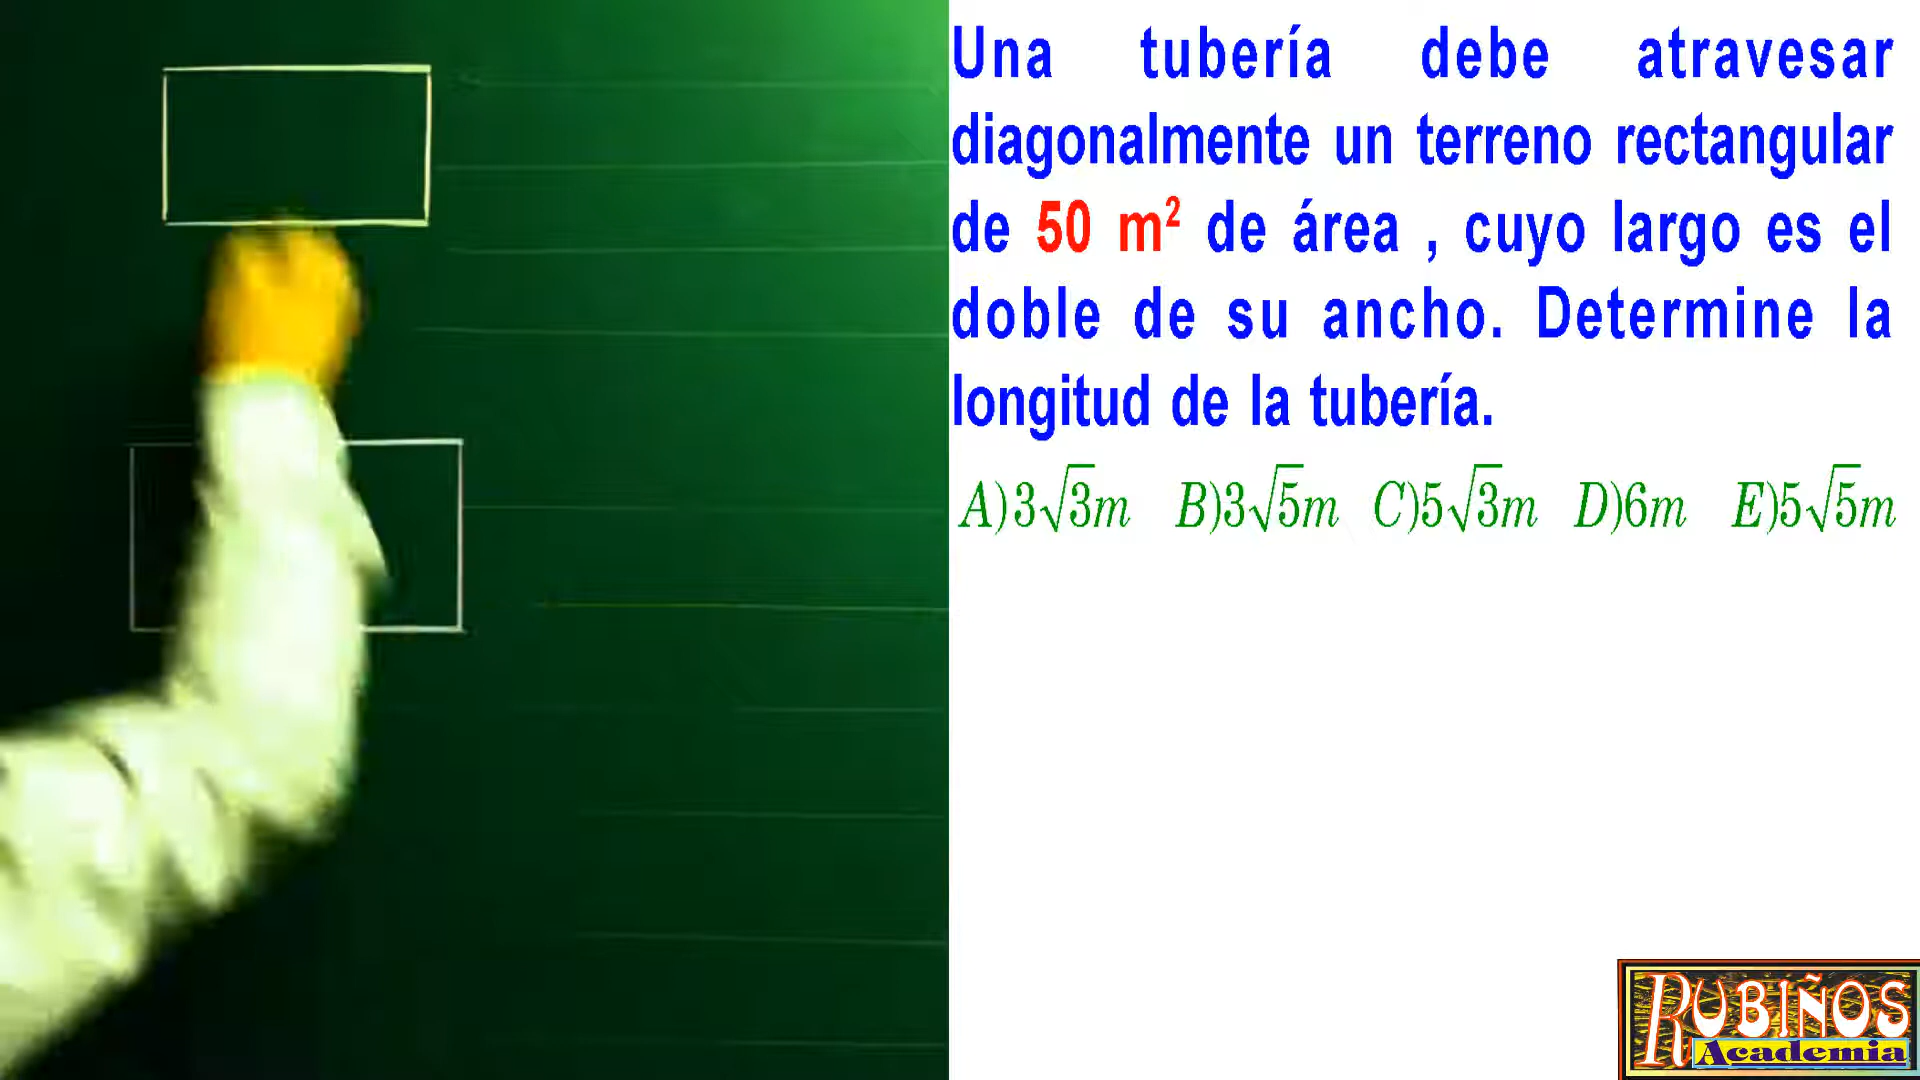 Una tubería debe atravesar
diagonalmente un terreno rectangular
de 50 m² de área , cuyo largo es el
doble de su ancho. Determine la
longitud de la tubería.
A)3√3m B)3√5m C)5√3m D)6m E)5√5m
RUBIÑOS
Academia